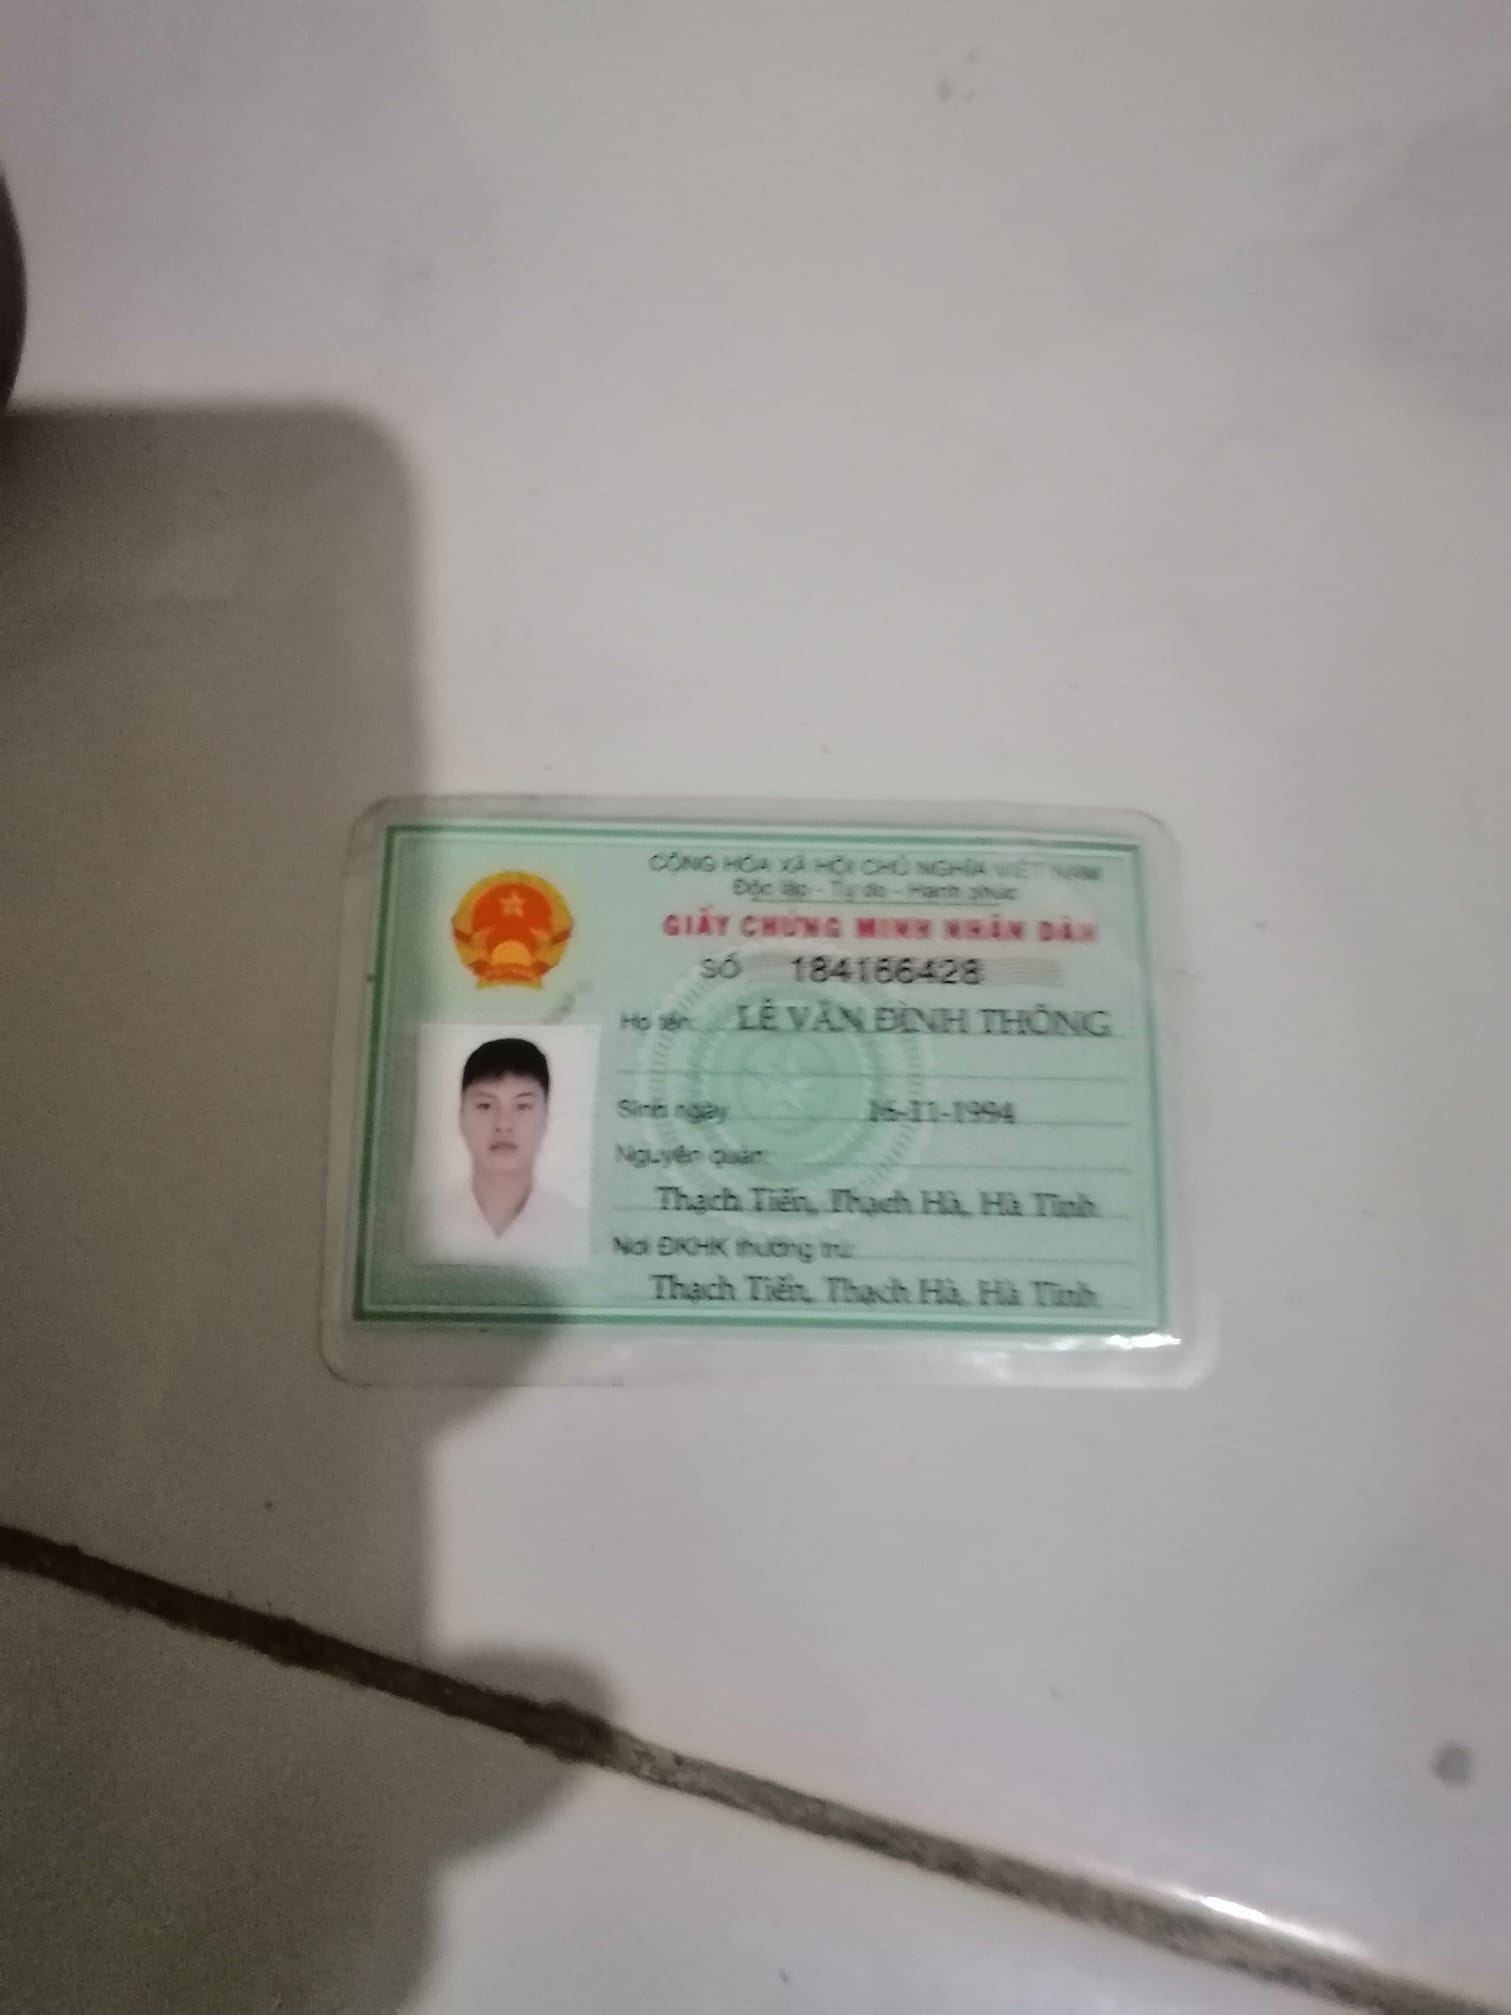 CỘNG HÒA XÃ HỘI CHỦ NGHĨA VIỆT NAM
Độc lập - Tự do - Hạnh phúc
GIẤY CHỨNG MINH NHÂN DÂN
SỐ 184166428
Họ tên: LÊ VĂN ĐÌNH THÔNG
Sinh ngày 16-11-1994
Nguyên quán:
Thạch Tiến, Thạch Hà, Hà Tĩnh
Nơi ĐKHK thường trú:
Thạch Tiến, Thạch Hà, Hà Tĩnh